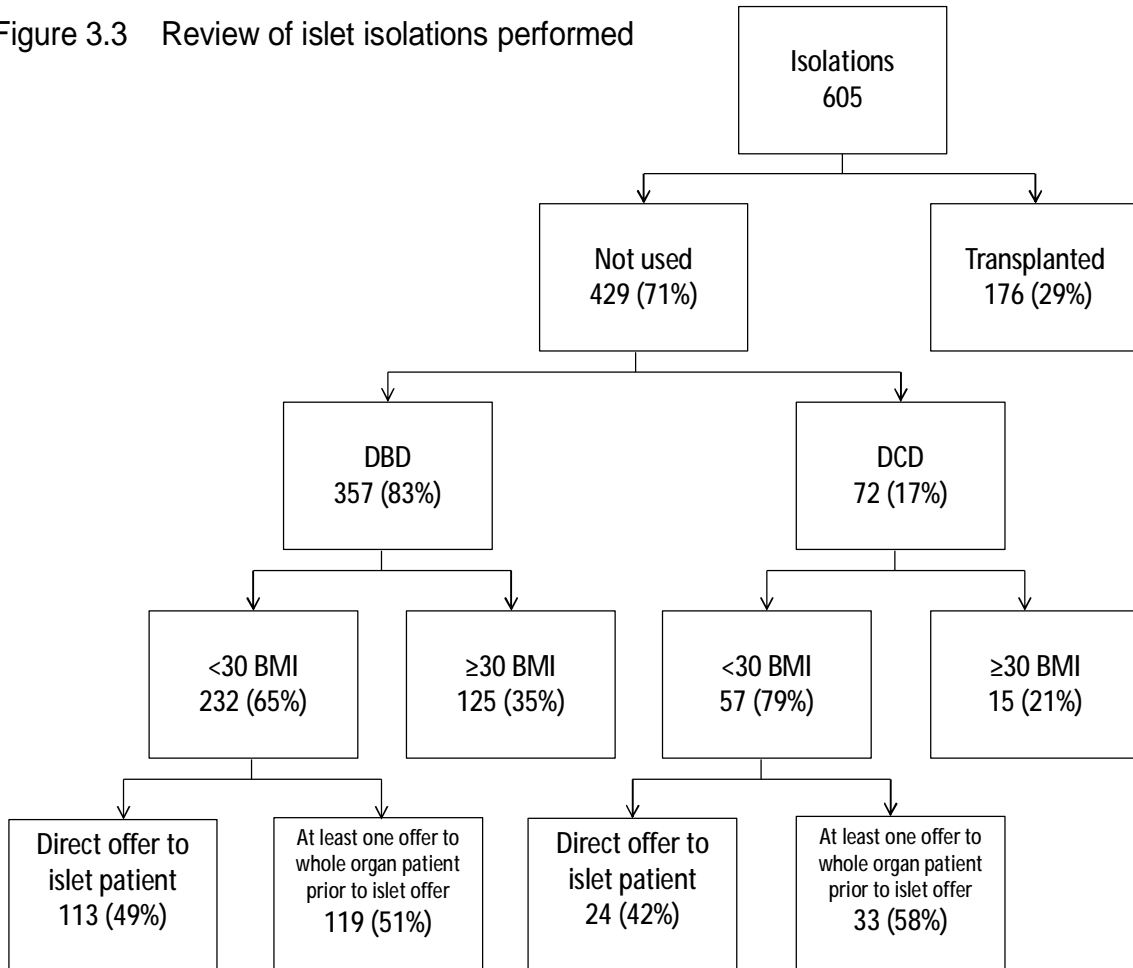 Figure 3.3 Review of islet isolations performed
Isolations
605
Not used
429 (71%)
Transplanted
176 (29%)
DBD
357 (83%)
DCD
72 (17%)
<30 BMI
232 (65%)
≥30 BMI
125 (35%)
<30 BMI
57 (79%)
≥30 BMI
15 (21%)
Direct offer to
islet patient
113 (49%)
At least one offer to
whole organ patient
prior to islet offer
119 (51%)
Direct offer to
islet patient
24 (42%)
At least one offer to
whole organ patient
prior to islet offer
33 (58%)